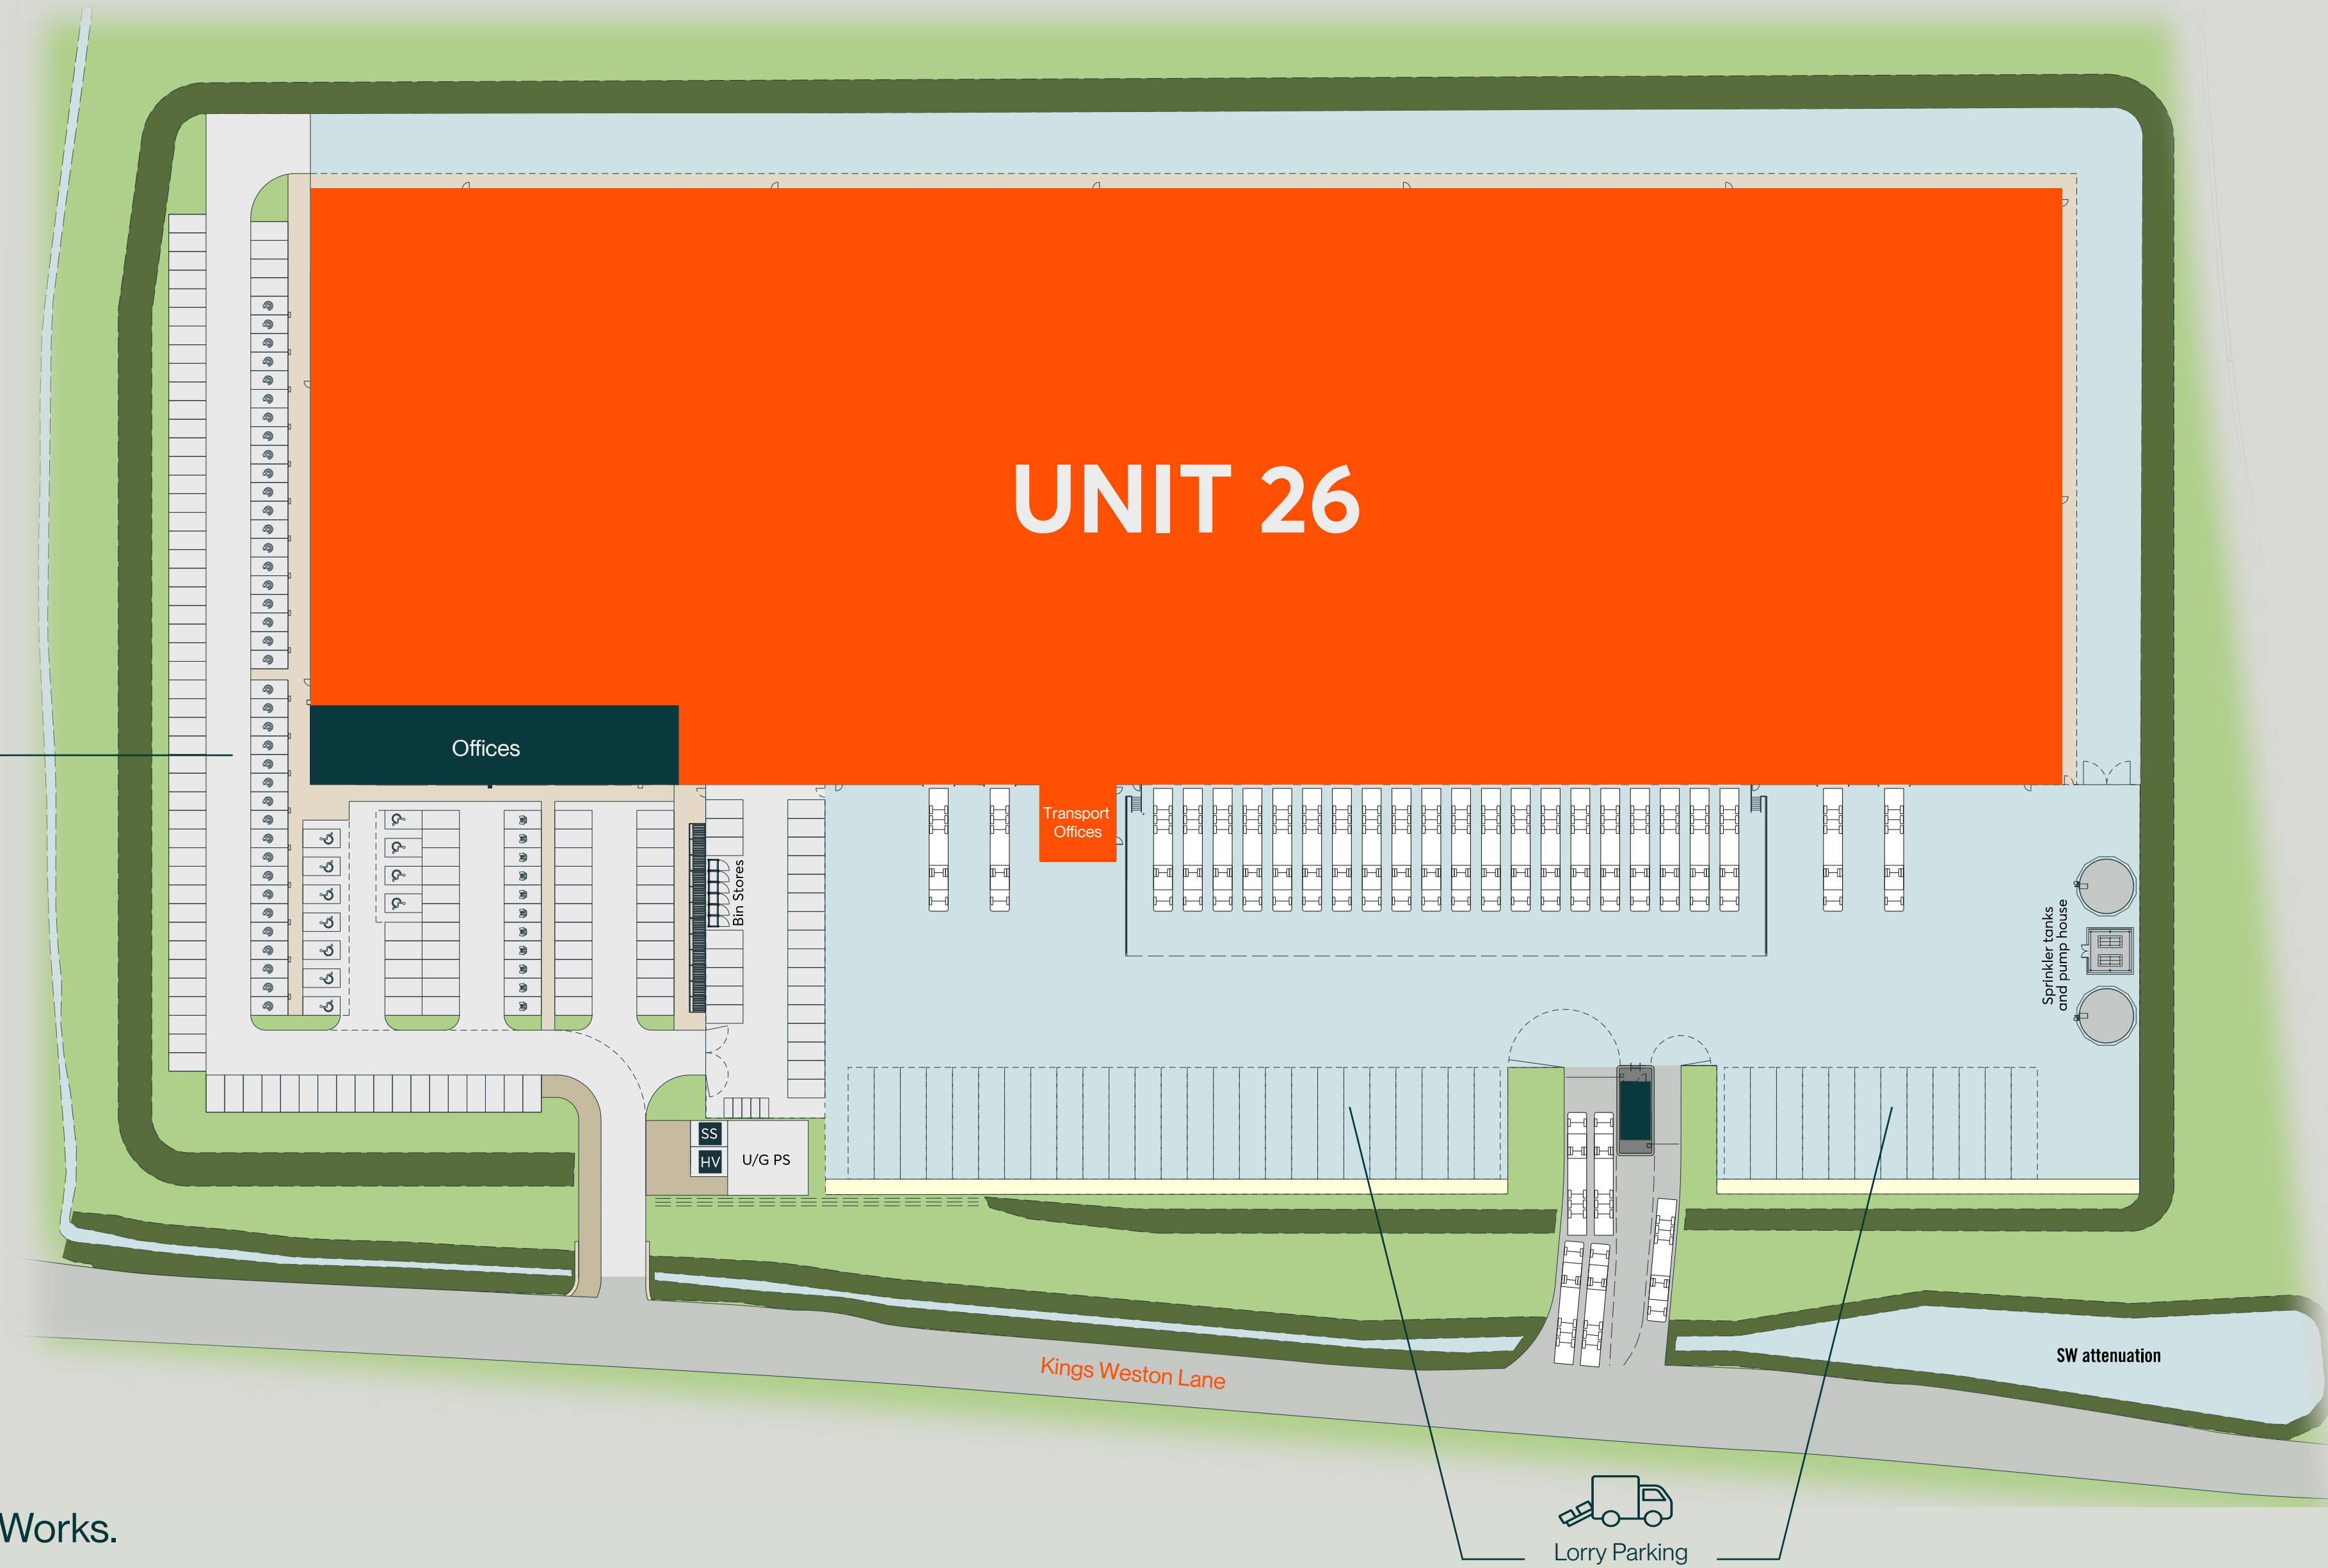 UNIT 26
Offices
Transport
Offices
Bin Stores
Sprinkler tanks
and pump house
SS
HV
U/G PS
Kings Weston Lane
SW attenuation
Works.
Lorry Parking